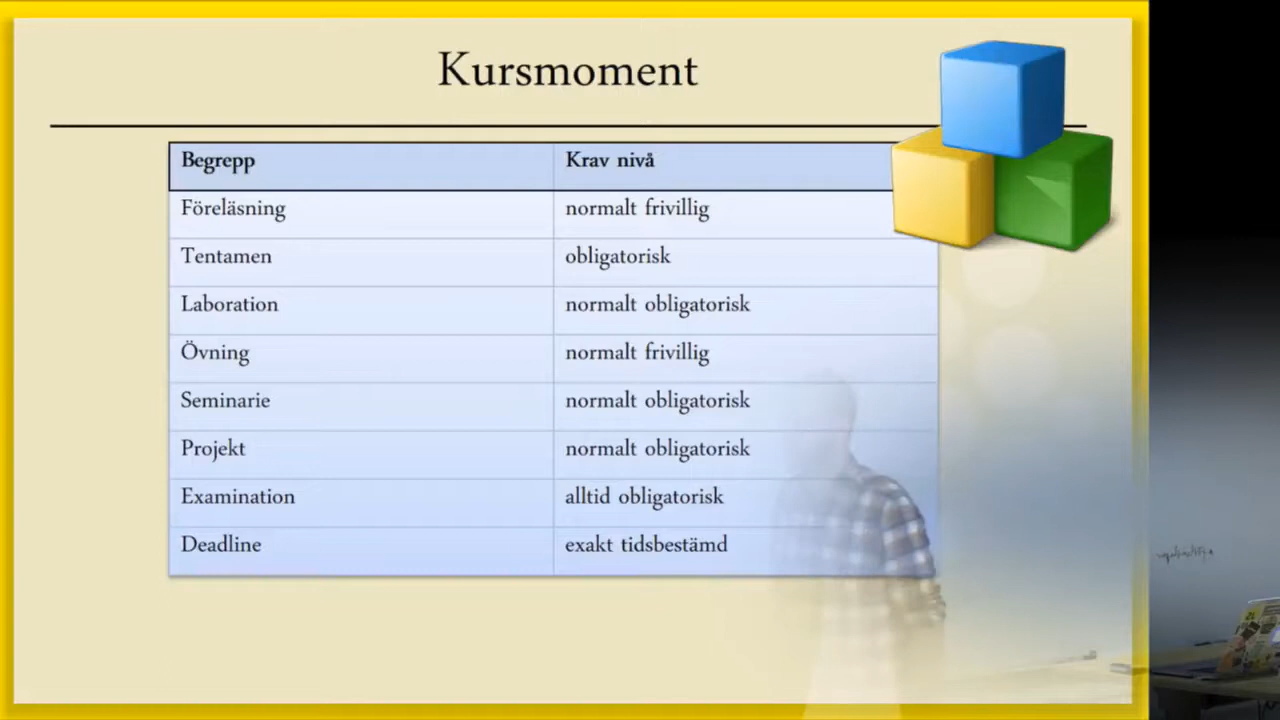 Kursmoment
Begrepp Krav nivå
Föreläsning normalt frivillig
Tentamen obligatorisk
Laboration normalt obligatorisk
Övning normalt frivillig
Seminarie normalt obligatorisk
Projekt normalt obligatorisk
Examination alltid obligatorisk
Deadline exakt tidsbestämd